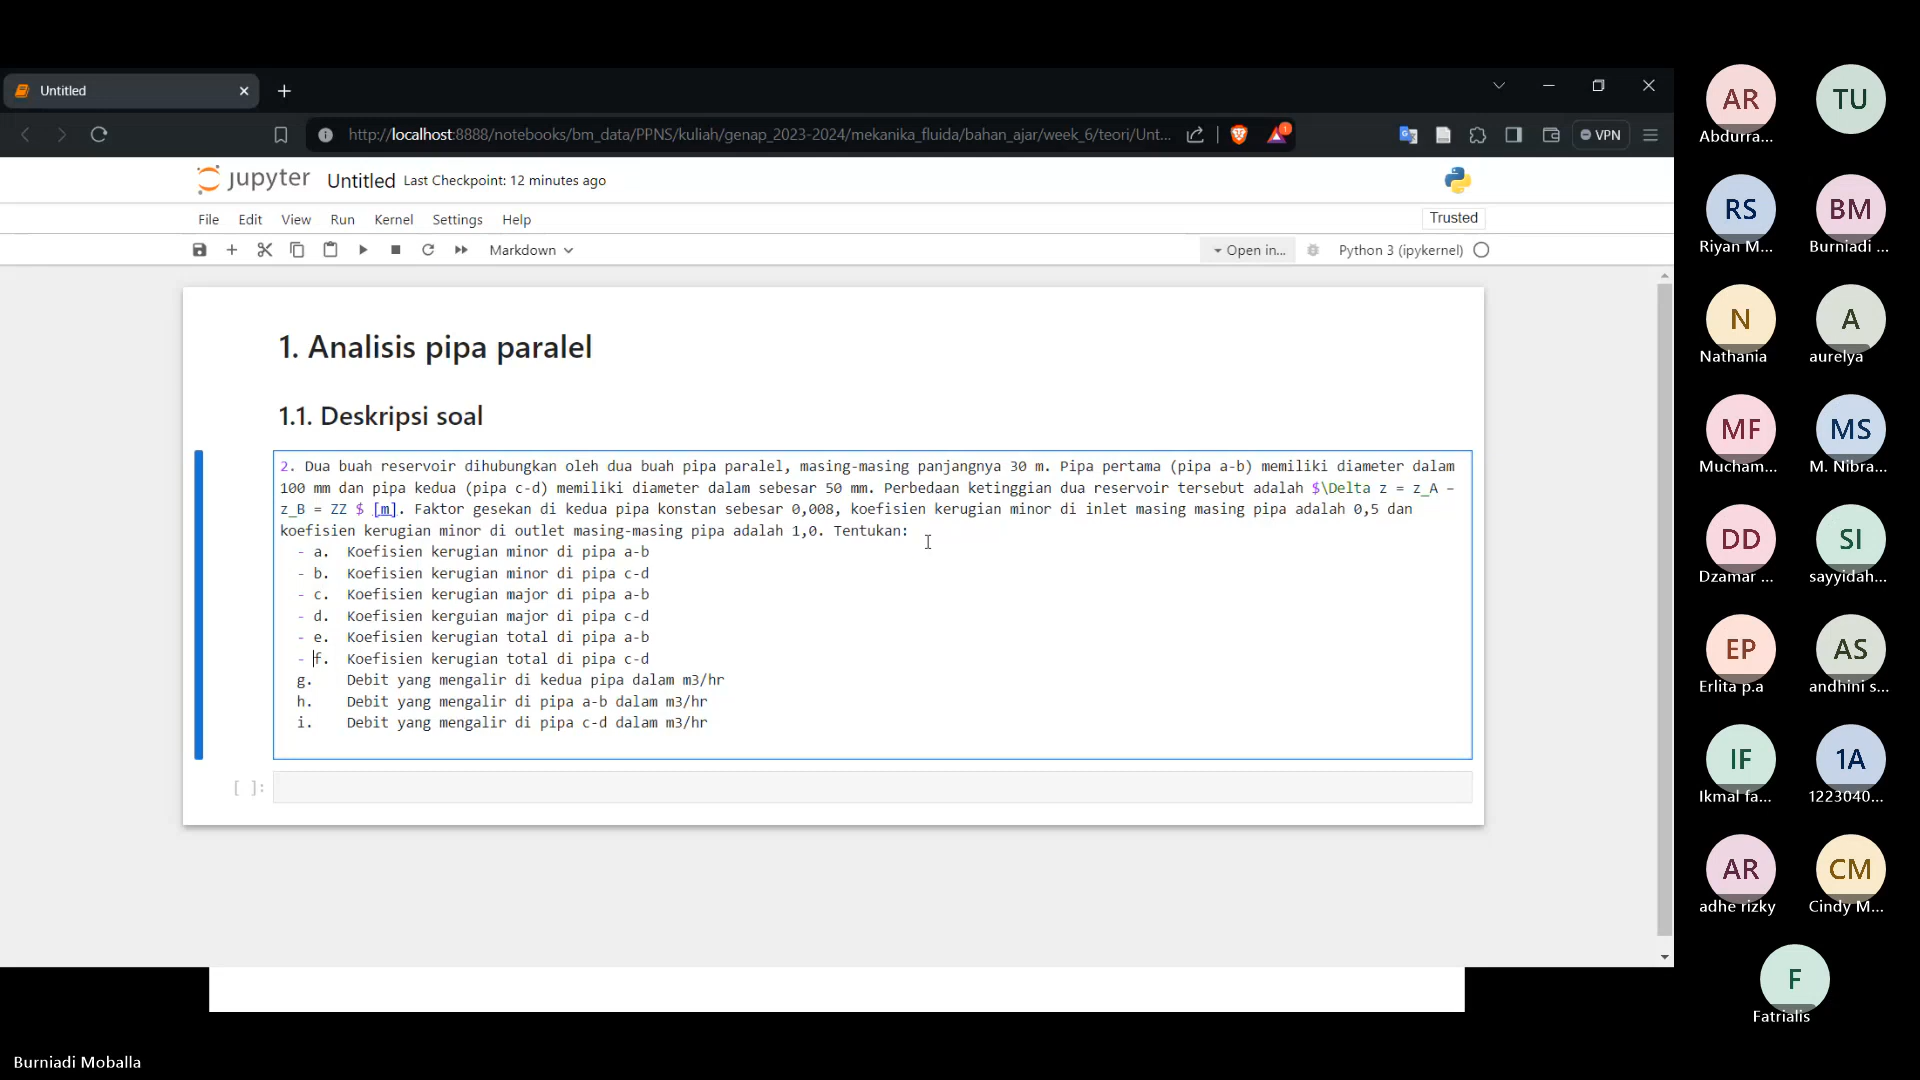 Untitled
http://localhost:8888/notebooks/bm_data/PPNS/kuliah/genap_2023-2024/mekanika_fluida/bahan_ajar/week_6/teori/Unt...
1
VPN
jupyter
Untitled
Last Checkpoint: 12 minutes ago
File Edit View Run Kernel Settings Help
Trusted
Markdown
Open in...
Python 3 (ipykernel)
1. Analisis pipa paralel
1.1. Deskripsi soal
2. Dua buah reservoir dihubungkan oleh dua buah pipa paralel, masing-masing panjangnya 30 m. Pipa pertama (pipa a-b) memiliki diameter dalam
100 mm dan pipa kedua (pipa c-d) memiliki diameter dalam sebesar 50 mm. Perbedaan ketinggian dua reservoir tersebut adalah $\Delta z = z_A –
z_B = ZZ $ [m]. Faktor gesekan di kedua pipa konstan sebesar 0,008, koefisien kerugian minor di inlet masing masing pipa adalah 0,5 dan
koefisien kerugian minor di outlet masing-masing pipa adalah 1,0. Tentukan:
- a. Koefisien kerugian minor di pipa a-b
- b. Koefisien kerugian minor di pipa c-d
- c. Koefisien kerugian major di pipa a-b
- d. Koefisien kerguian major di pipa c-d
- e. Koefisien kerugian total di pipa a-b
- f. Koefisien kerugian total di pipa c-d
g. Debit yang mengalir di kedua pipa dalam m3/hr
h. Debit yang mengalir di pipa a-b dalam m3/hr
i. Debit yang mengalir di pipa c-d dalam m3/hr
[ ]:
AR
Abdurra...
TU
RS
Riyan M...
BM
Burniadi ...
N
Nathania
A
aurelya
MF
Mucham...
MS
M. Nibra...
DD
Dzamar ...
SI
sayyidah...
EP
Erlita p.a
AS
andhini s...
IF
Ikmal fa...
1A
1223040...
AR
adhe rizky
CM
Cindy M...
F
Fatrialis
Burniadi Moballa